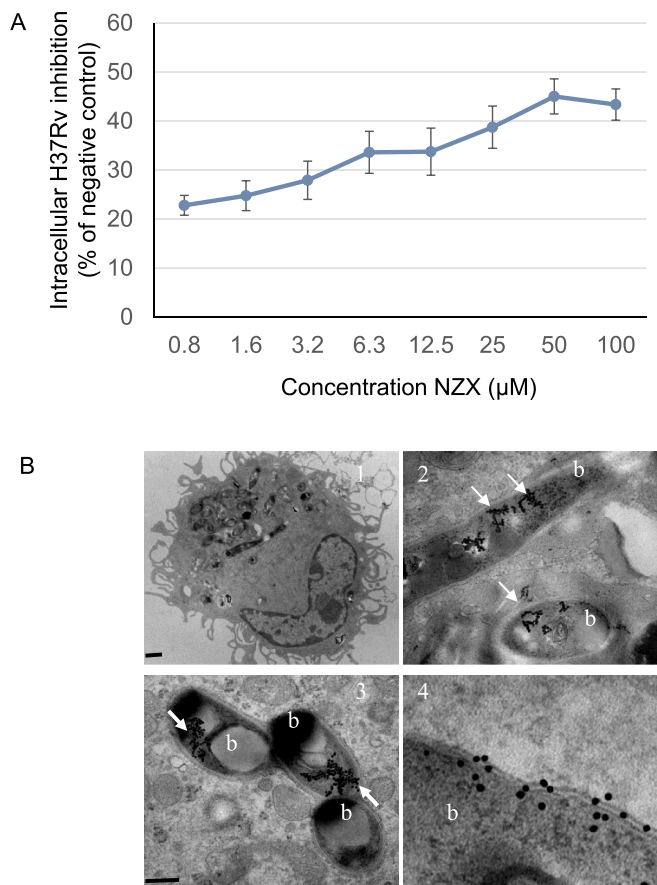 A
Intracellular H37Rv inhibition
(% of negative control)
60
50
40
30
20
10
0
0.8 1.6 3.2 6.3 12.5 25 50 100
Concentration NZX (µM)
B
1
2
b
b
3
b
b
b
4
b